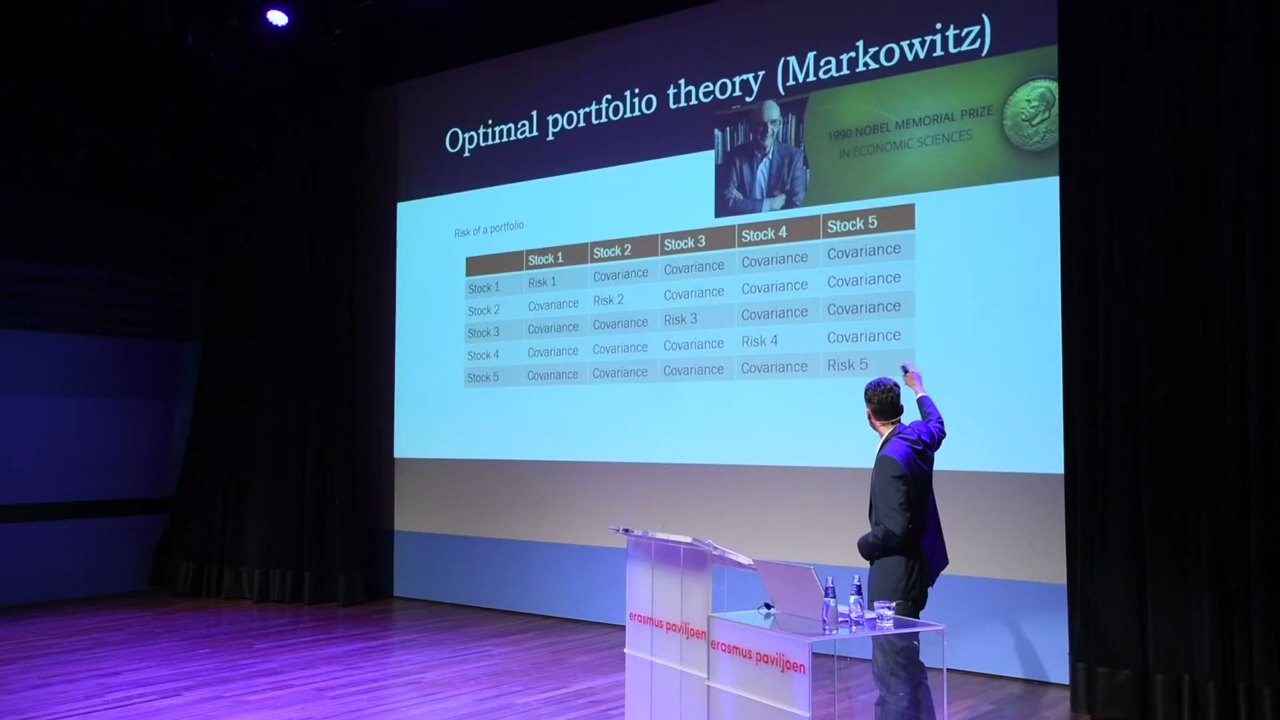 Optimal portfolio theory (Markowitz)
1990 NOBEL MEMORIAL PRIZE
IN ECONOMIC SCIENCES
Risk of a portfolio
Stock 1 Stock 2 Stock 3 Stock 4 Stock 5
Stock 1 Risk 1 Covariance Covariance Covariance Covariance
Stock 2 Covariance Risk 2 Covariance Covariance Covariance
Stock 3 Covariance Covariance Risk 3 Covariance Covariance
Stock 4 Covariance Covariance Covariance Risk 4 Covariance
Stock 5 Covariance Covariance Covariance Covariance Risk 5
erasmus paviljoen
erasmus paviljoen